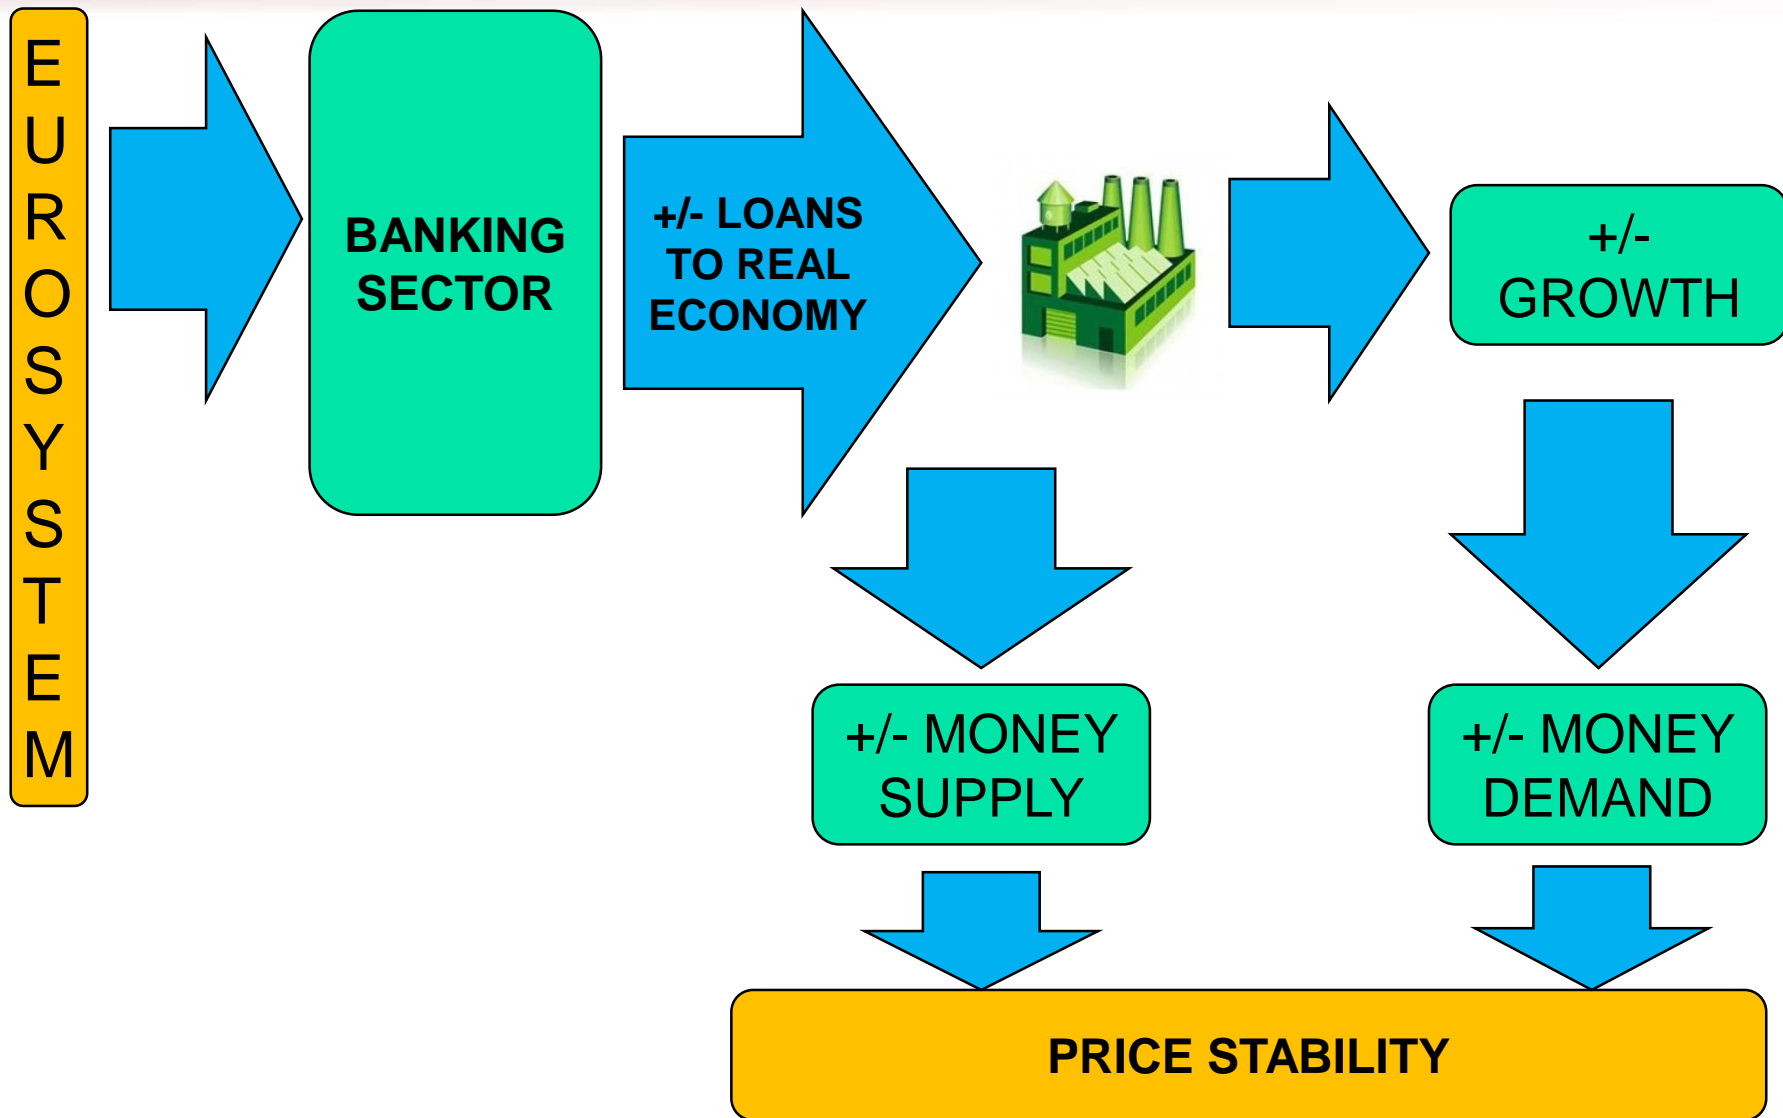 EUROSYSTEM
BANKING
SECTOR
+/- LOANS
TO REAL
ECONOMY
+/-
GROWTH
+/- MONEY
SUPPLY
+/- MONEY
DEMAND
PRICE STABILITY